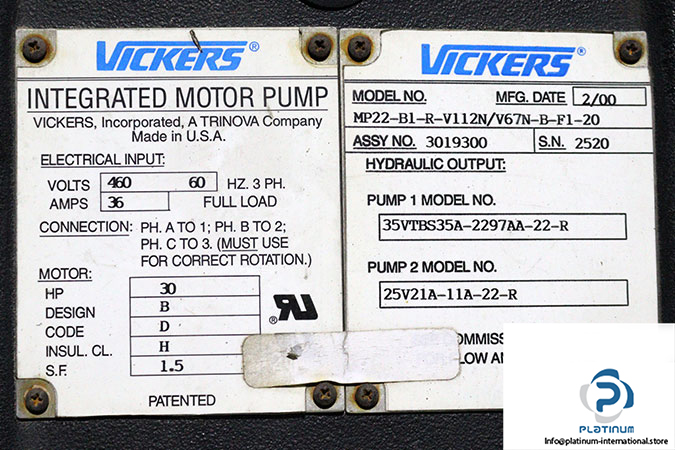 VICKERS®
INTEGRATED MOTOR PUMP
VICKERS, Incorporated, A TRINOVA Company
Made in U.S.A.
ELECTRICAL INPUT:
VOLTS 460 60 HZ. 3 PH.
AMPS 36 FULL LOAD
CONNECTION: PH. A TO 1; PH. B TO 2;
PH. C TO 3. (MUST USE
FOR CORRECT ROTATION.)
MOTOR:
HP 30
DESIGN B
CODE D
INSUL. CL. H
S.F. 1.5
PATENTED
VICKERS®
MODEL NO. MFG. DATE 2/00
MP22-B1-R-V112N/V67N-B-F1-20
ASSY NO. 3019300 S.N. 2520
HYDRAULIC OUTPUT:
PUMP 1 MODEL NO.
35VTBS35A-2297AA-22-R
PUMP 2 MODEL NO.
25V21A-11A-22-R
PLATINUM
info@platinum-international.store